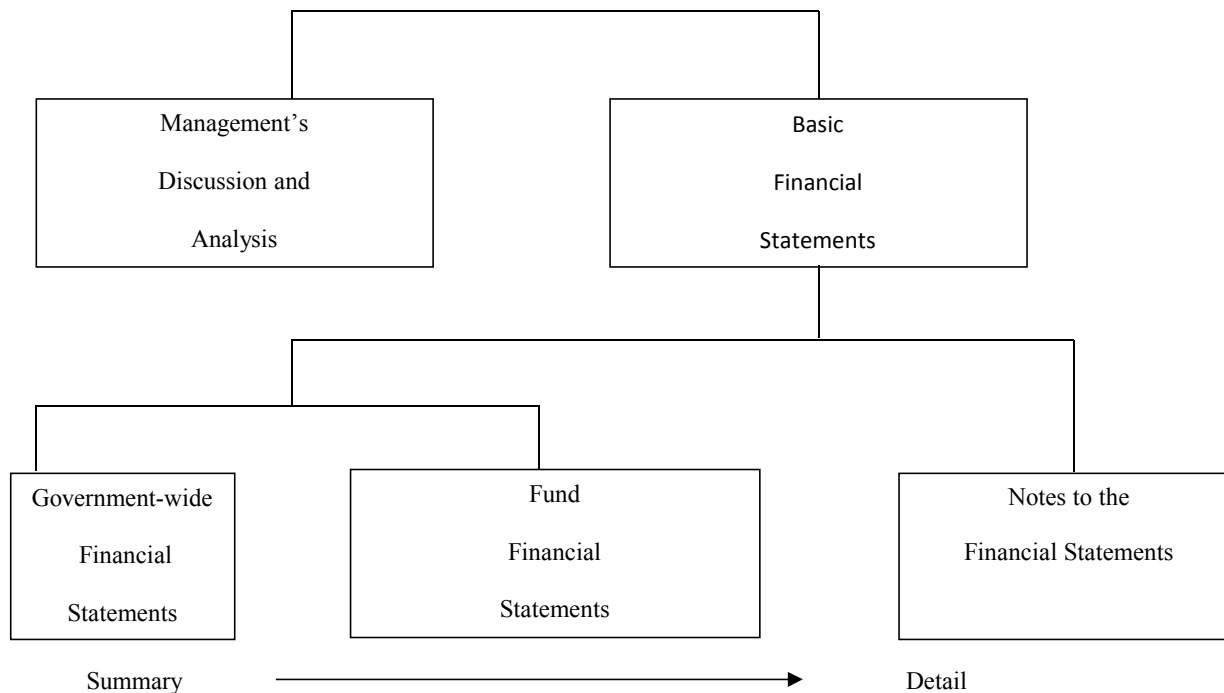 Management’s
Discussion and
Analysis
Basic
Financial
Statements
Government-wide
Financial
Statements
Fund
Financial
Statements
Notes to the
Financial Statements
Summary
Detail